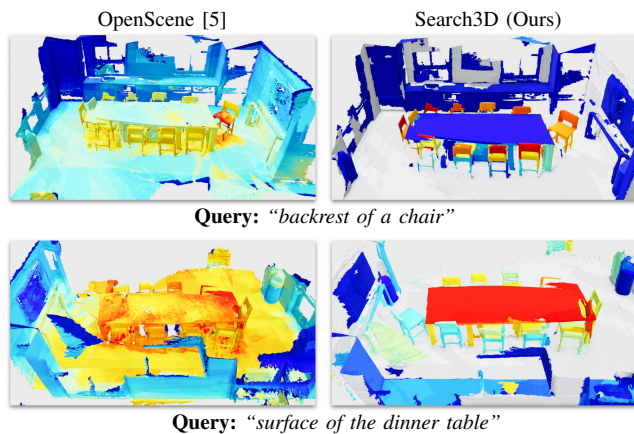 OpenScene [5]
Search3D (Ours)
Query: “backrest of a chair”
Query: “surface of the dinner table”